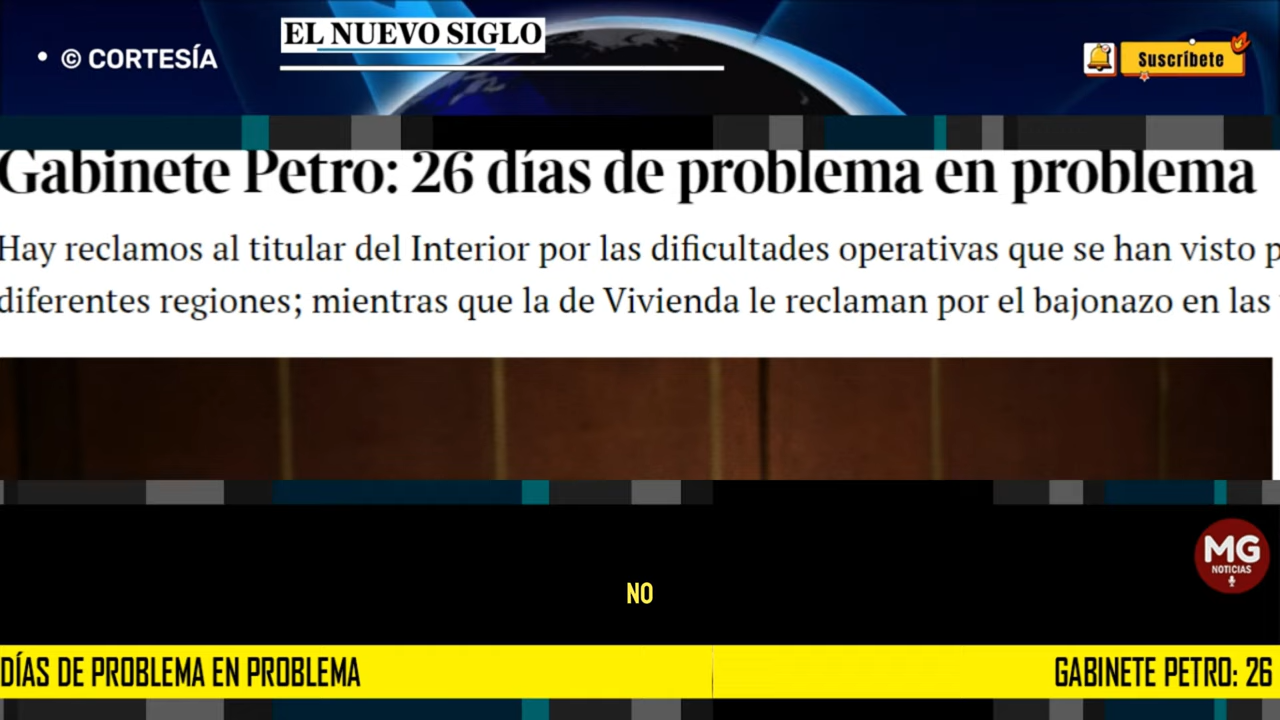 EL NUEVO SIGLO
• © CORTESÍA
Suscríbete
Gabinete Petro: 26 días de problema en problema
Hay reclamos al titular del Interior por las dificultades operativas que se han visto
diferentes regiones; mientras que la de Vivienda le reclaman por el bajonazo en las
MG
NOTICIAS
NO
DÍAS DE PROBLEMA EN PROBLEMA
GABINETE PETRO: 26